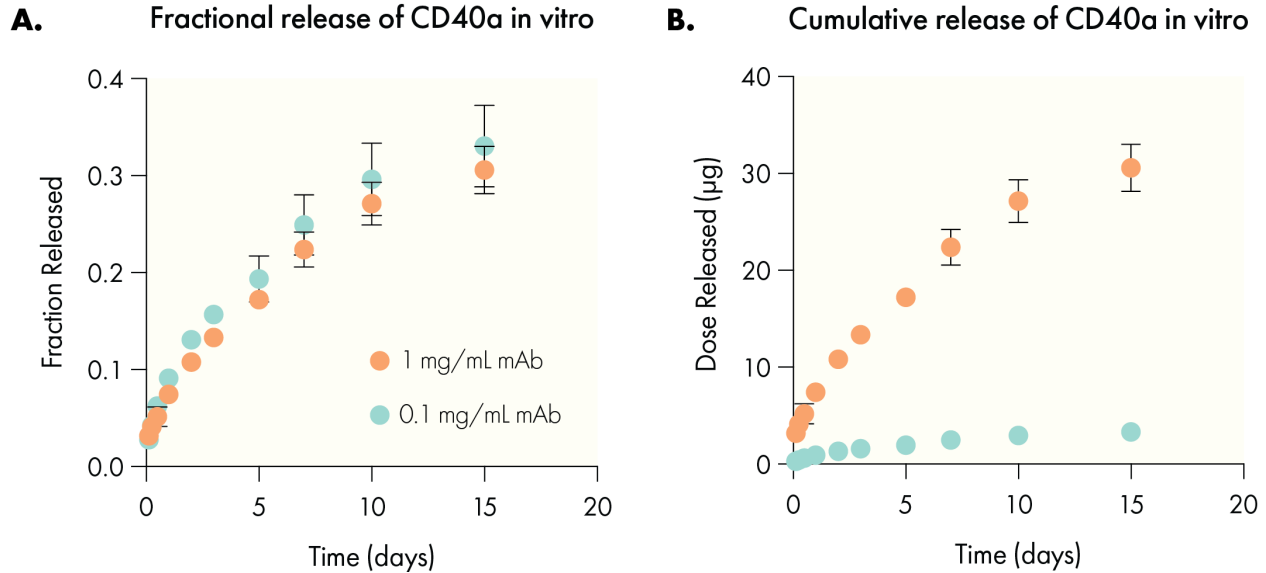 A.
Fractional release of CD40a in vitro
0.4
0.3
0.2
0.1
0.0
Fraction Released
1 mg/mL mAb
0.1 mg/mL mAb
0 5 10 15 20
Time (days)
B.
Cumulative release of CD40a in vitro
40
30
20
10
0
Dose Released (µg)
0 5 10 15 20
Time (days)